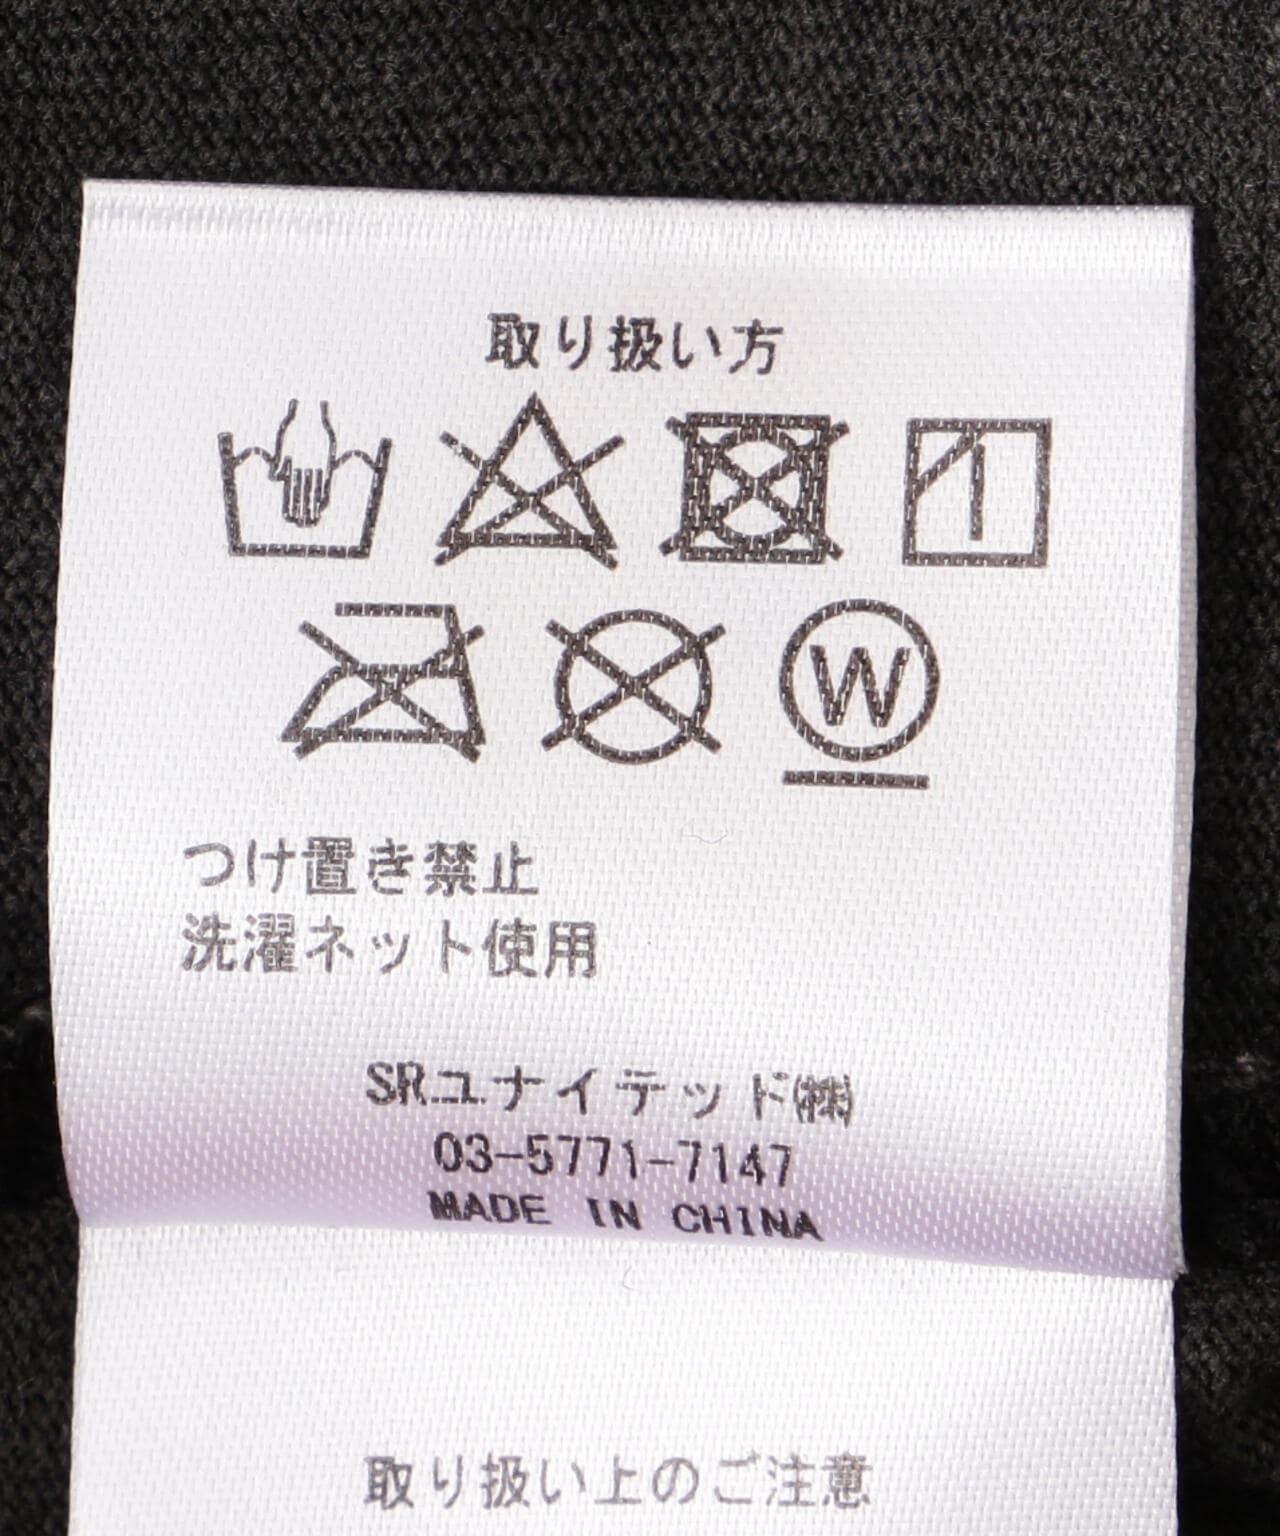 取り扱い方
W
つけ置き禁止
洗濯ネット使用
SR.ユナイテッド(株)
03-5771-7147
MADE IN CHINA
取り扱い上のご注意